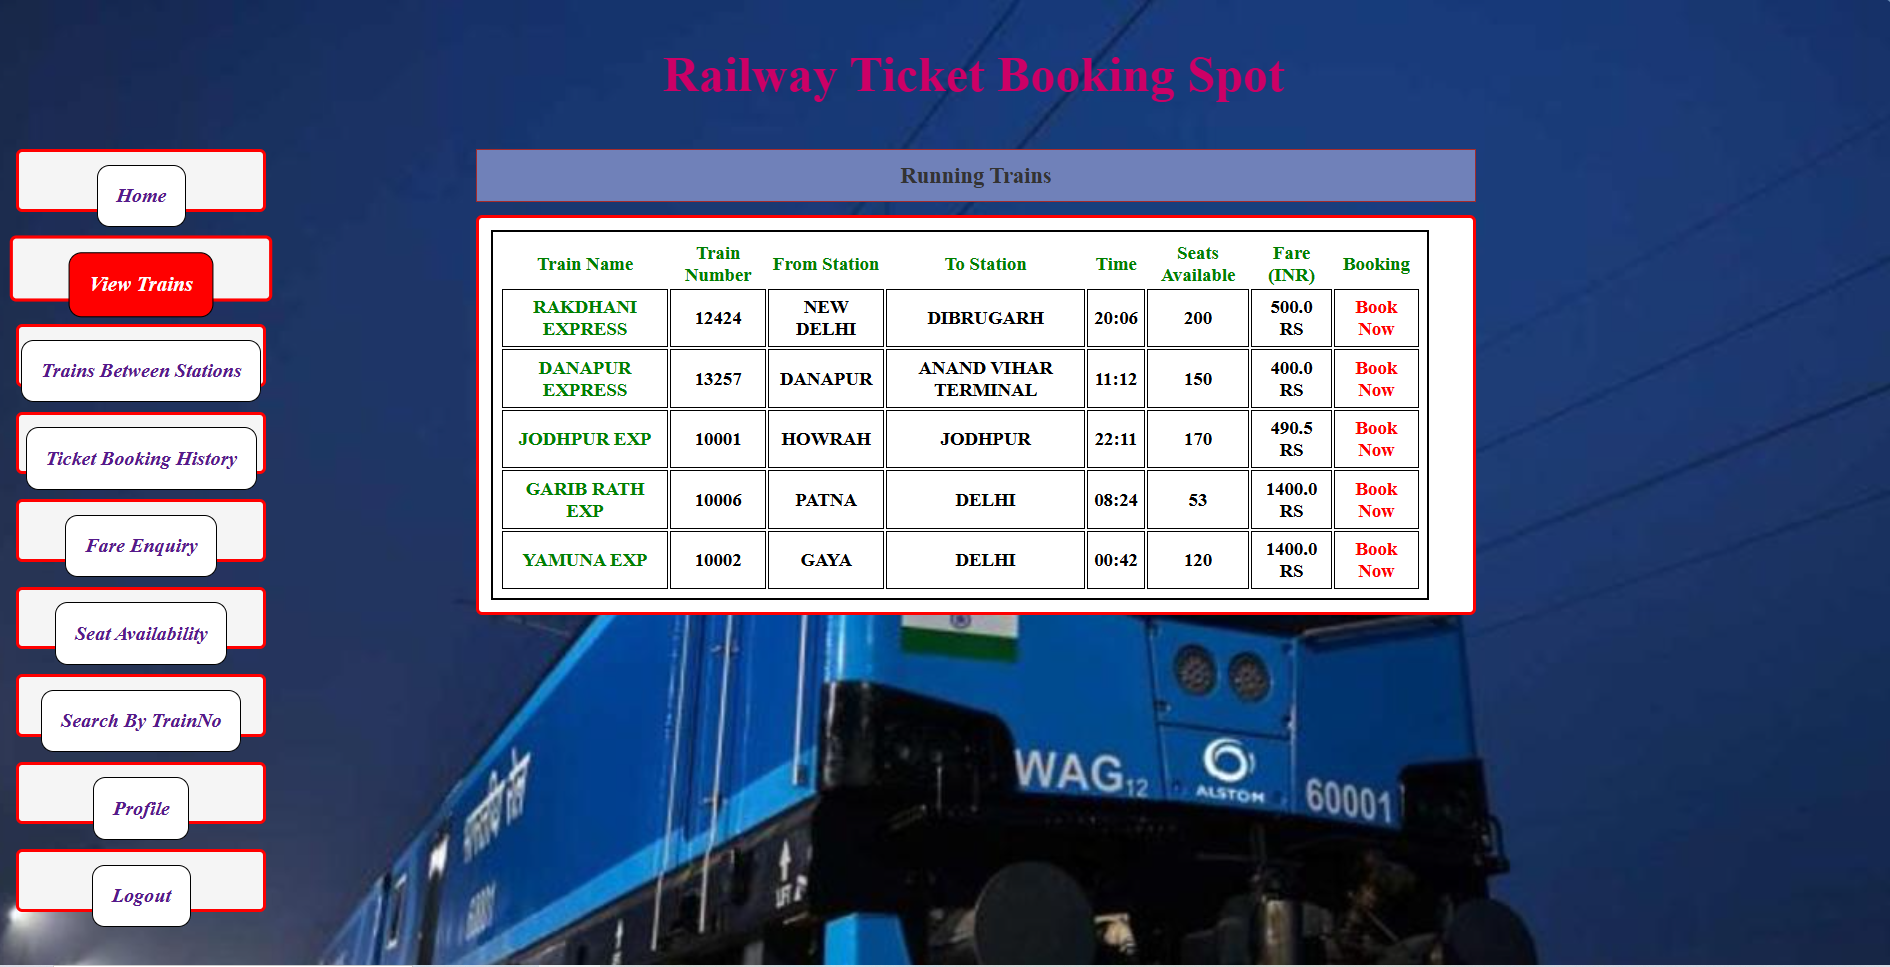 Railway Ticket Booking Spot
Home
View Trains
Trains Between Stations
Ticket Booking History
Fare Enquiry
Seat Availability
Search By TrainNo
Profile
Logout
Running Trains
Train Name Train Number From Station To Station Time Seats Available Fare (INR) Booking
RAKDHANI EXPRESS 12424 NEW DELHI DIBRUGARH 20:06 200 500.0 RS Book Now
DANAPUR EXPRESS 13257 DANAPUR ANAND VIHAR TERMINAL 11:12 150 400.0 RS Book Now
JODHPUR EXP 10001 HOWRAH JODHPUR 22:11 170 490.5 RS Book Now
GARIB RATH EXP 10006 PATNA DELHI 08:24 53 1400.0 RS Book Now
YAMUNA EXP 10002 GAYA DELHI 00:42 120 1400.0 RS Book Now
WAG12
ALSTOM
60001
भारतीय रेल